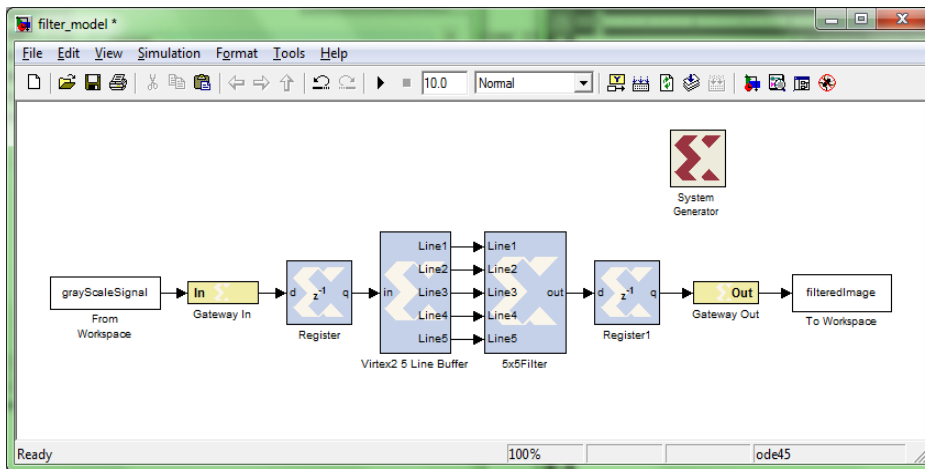 filter_model *
File Edit View Simulation Format Tools Help
10.0 Normal
System
Generator
grayScaleSignal
From
Workspace
In
Gateway In
d z-1 q
Register
in
Line1
Line2
Line3
Line4
Line5
Virtex2 5 Line Buffer
Line1
Line2
Line3
Line4
Line5
out
5x5Filter
d z-1 q
Register1
Out
Gateway Out
filteredImage
To Workspace
Ready 100% ode45